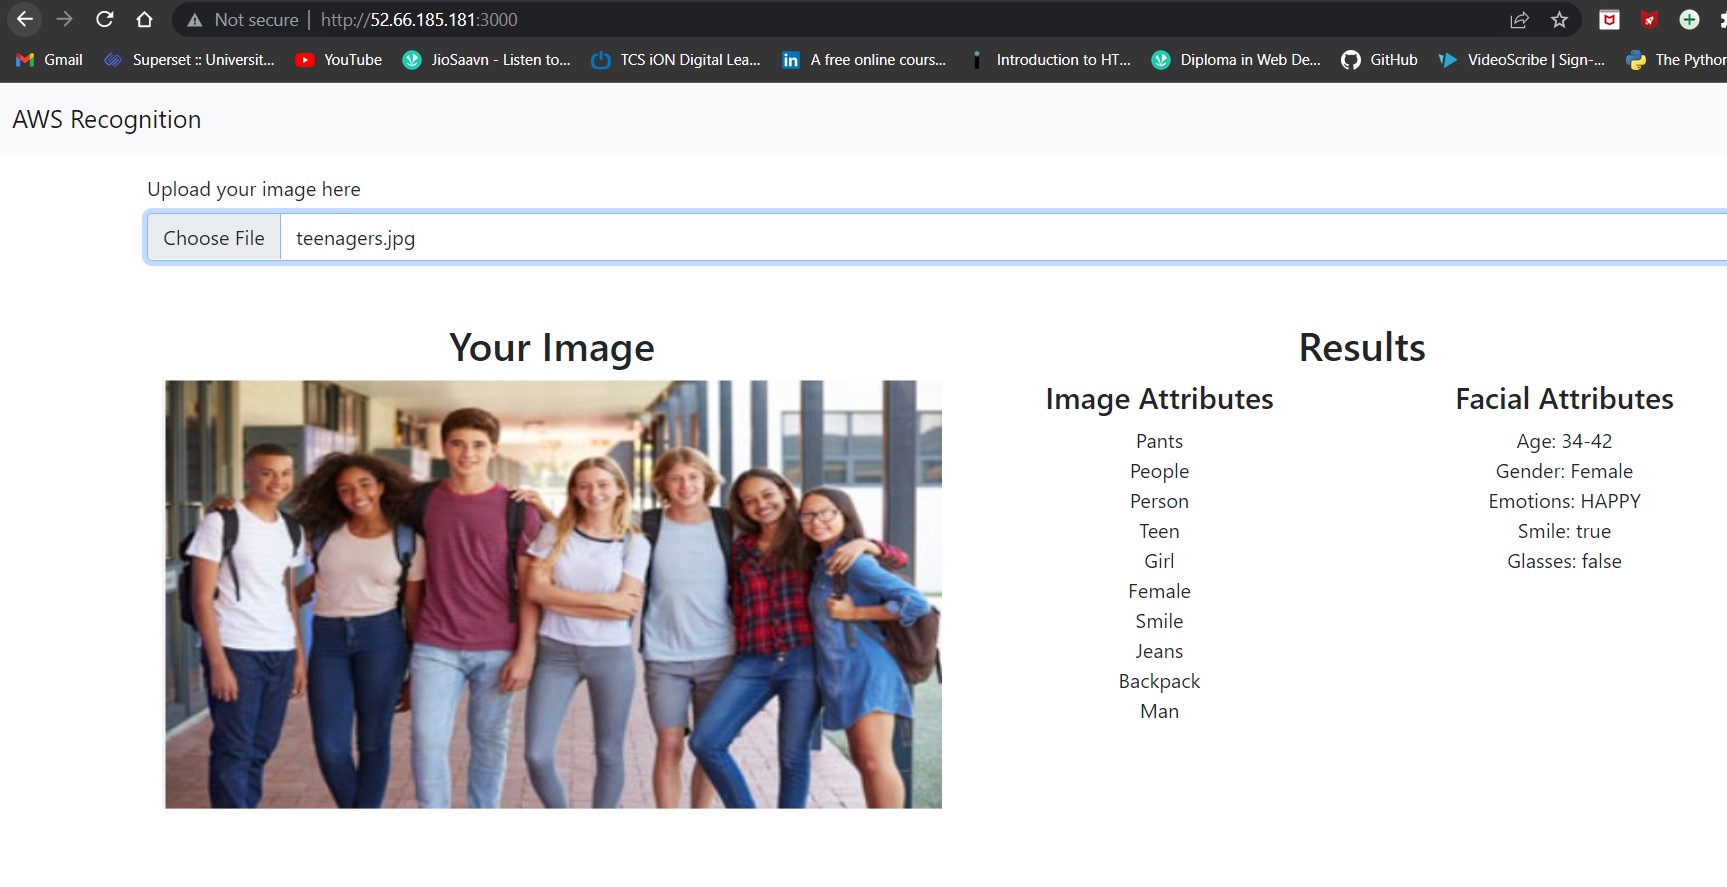 Not secure | http://52.66.185.181:3000
Gmail Superset :: Universit... YouTube JioSaavn - Listen to... TCS iON Digital Lea... A free online cours... Introduction to HT... Diploma in Web De... GitHub VideoScribe | Sign-... The Python
AWS Recognition
Upload your image here
Choose File teenagers.jpg
Your Image
Results
Image Attributes
Pants
People
Person
Teen
Girl
Female
Smile
Jeans
Backpack
Man
Facial Attributes
Age: 34-42
Gender: Female
Emotions: HAPPY
Smile: true
Glasses: false